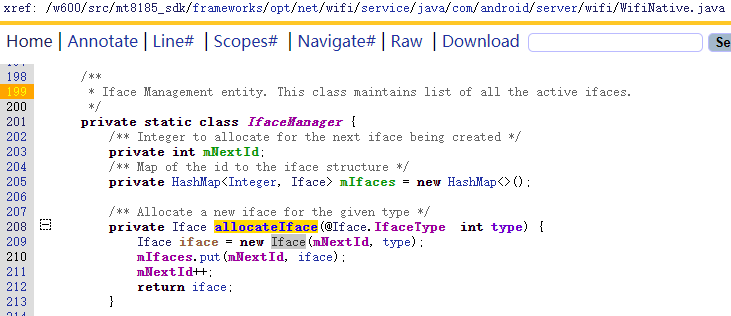 xref: /w600/src/mt8185_sdk/frameworks/opt/net/wifi/service/java/com/android/server/wifi/WifiNative.java
Home | Annotate | Line# | Scopes# | Navigate# | Raw | Download Se
198 /**
199 * Iface Management entity. This class maintains list of all the active ifaces.
200 */
201 private static class IfaceManager {
202 /** Integer to allocate for the next iface being created */
203 private int mNextId;
204 /** Map of the id to the iface structure */
205 private HashMap<Integer, Iface> mIfaces = new HashMap<>();
206
207 /** Allocate a new iface for the given type */
208 private Iface allocateIface(@Iface.IfaceType int type) {
209 Iface iface = new Iface(mNextId, type);
210 mIfaces.put(mNextId, iface);
211 mNextId++;
212 return iface;
213 }